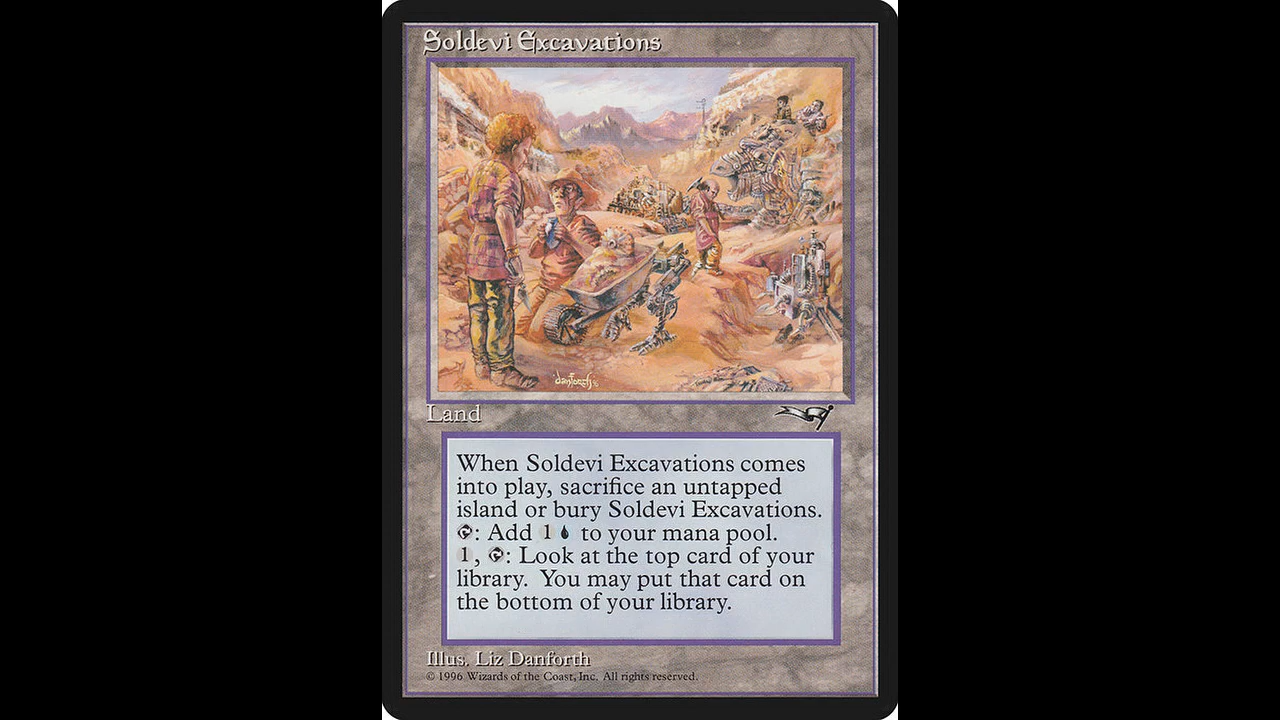 Soldevi Excavations
Danforth
Land
When Soldevi Excavations comes
into play, sacrifice an untapped
island or bury Soldevi Excavations.
: Add 1 to your mana pool.
1, : Look at the top card of your
library. You may put that card on
the bottom of your library.
Illus. Liz Danforth
© 1996 Wizards of the Coast, Inc. All rights reserved.